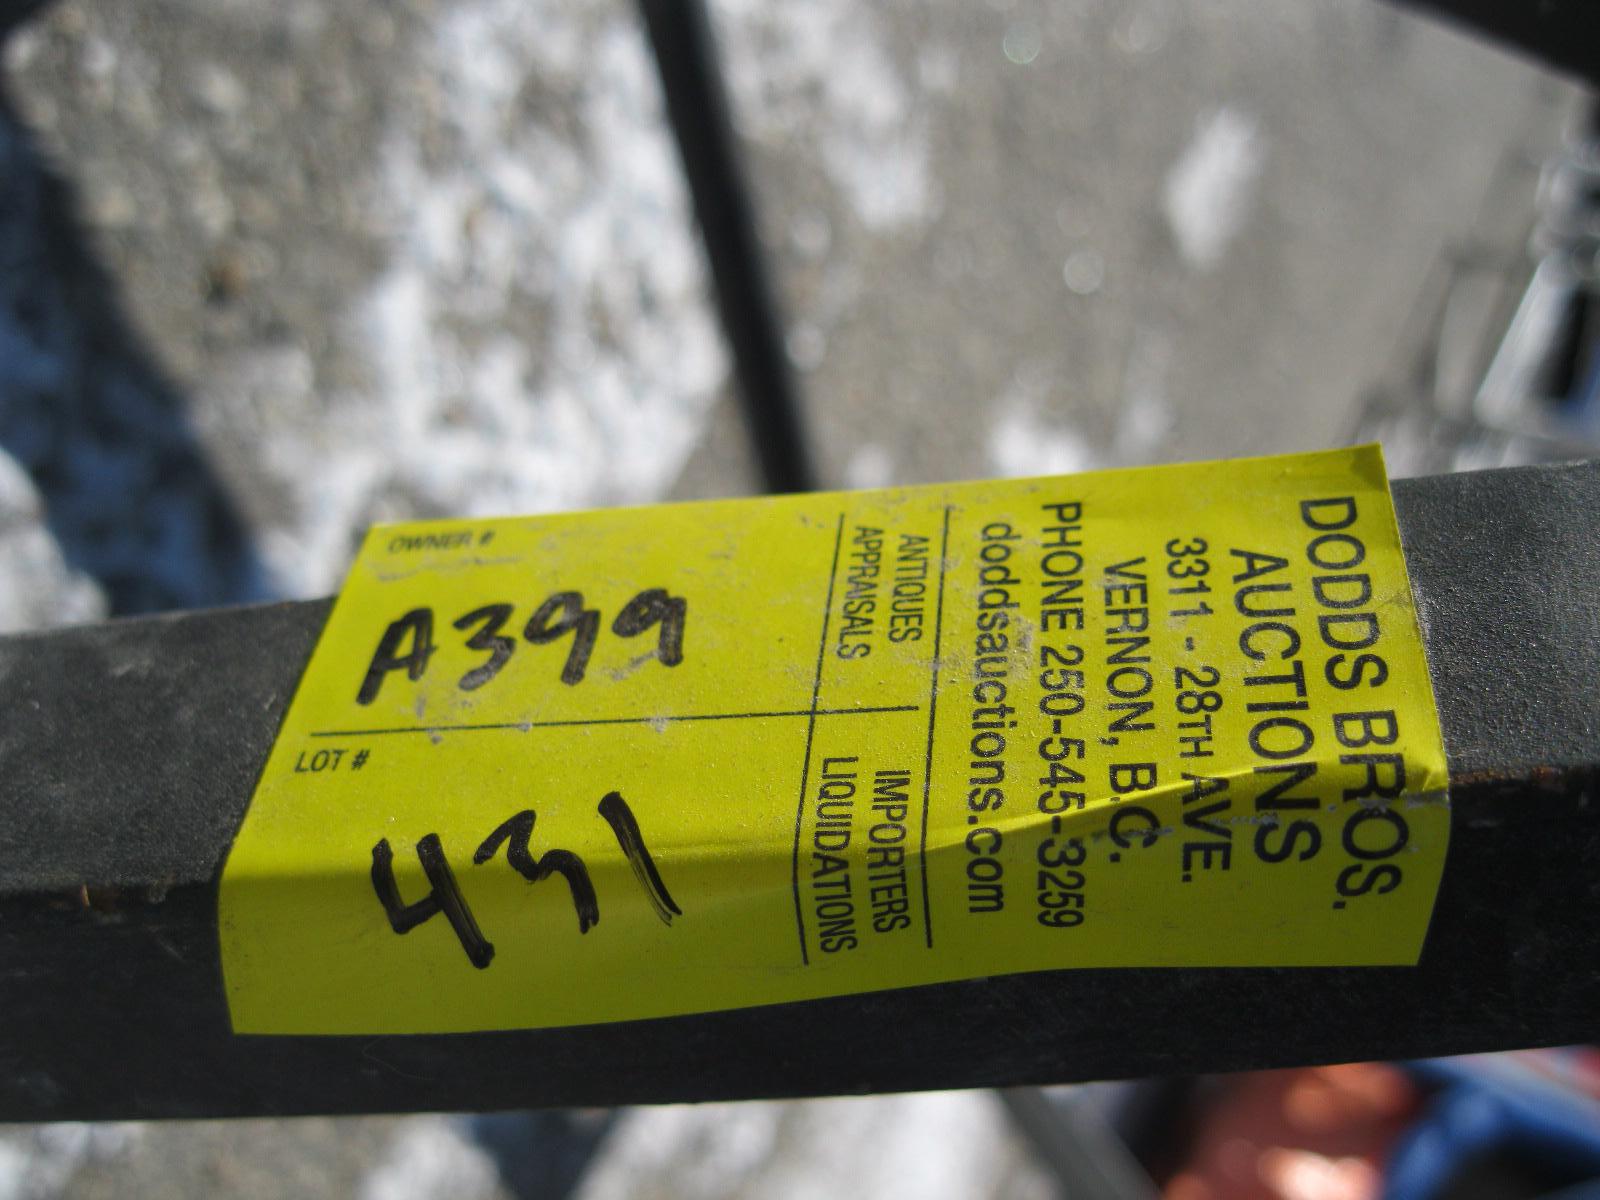 DODDS BROS.
AUCTIONS
3311 - 28TH AVE.
VERNON, B.C.
PHONE 250-545-3259
doddsauctions.com
ANTIQUES
APPRAISALS
IMPORTERS
LIQUIDATIONS
OWNER #
A399
LOT #
431